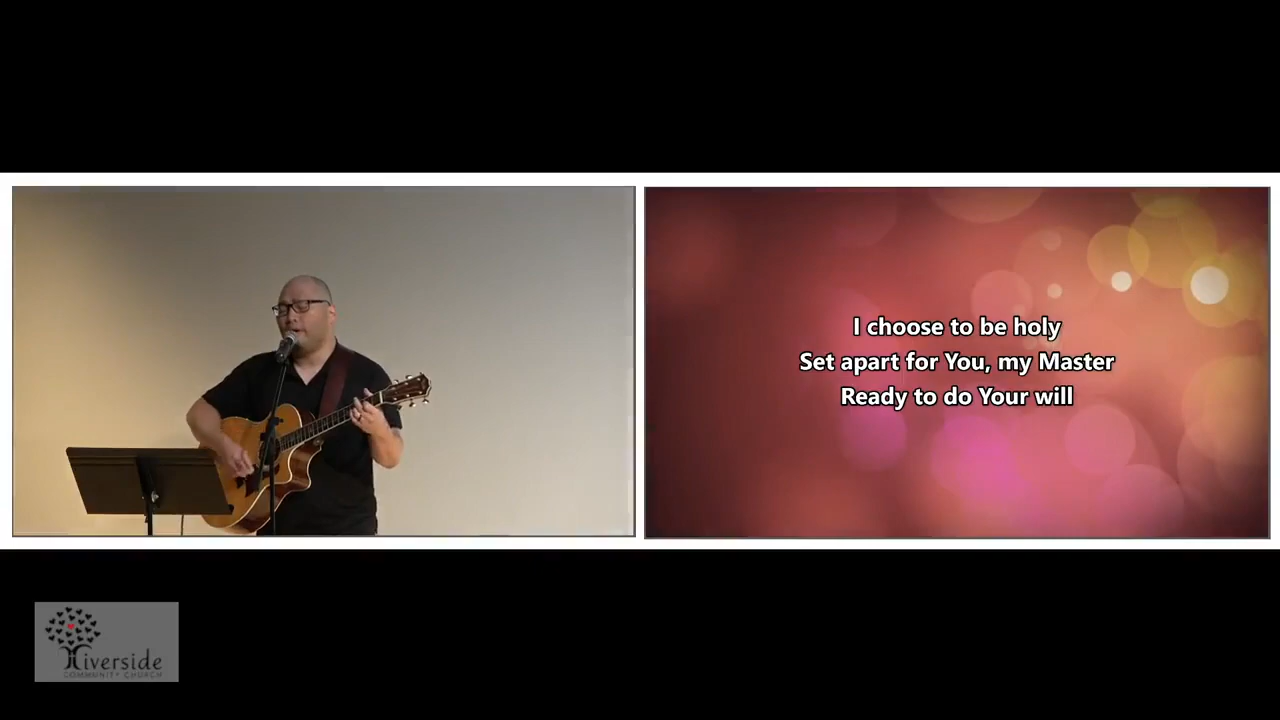 I choose to be holy
Set apart for You, my Master
Ready to do Your will
Riverside
COMMUNITY CHURCH